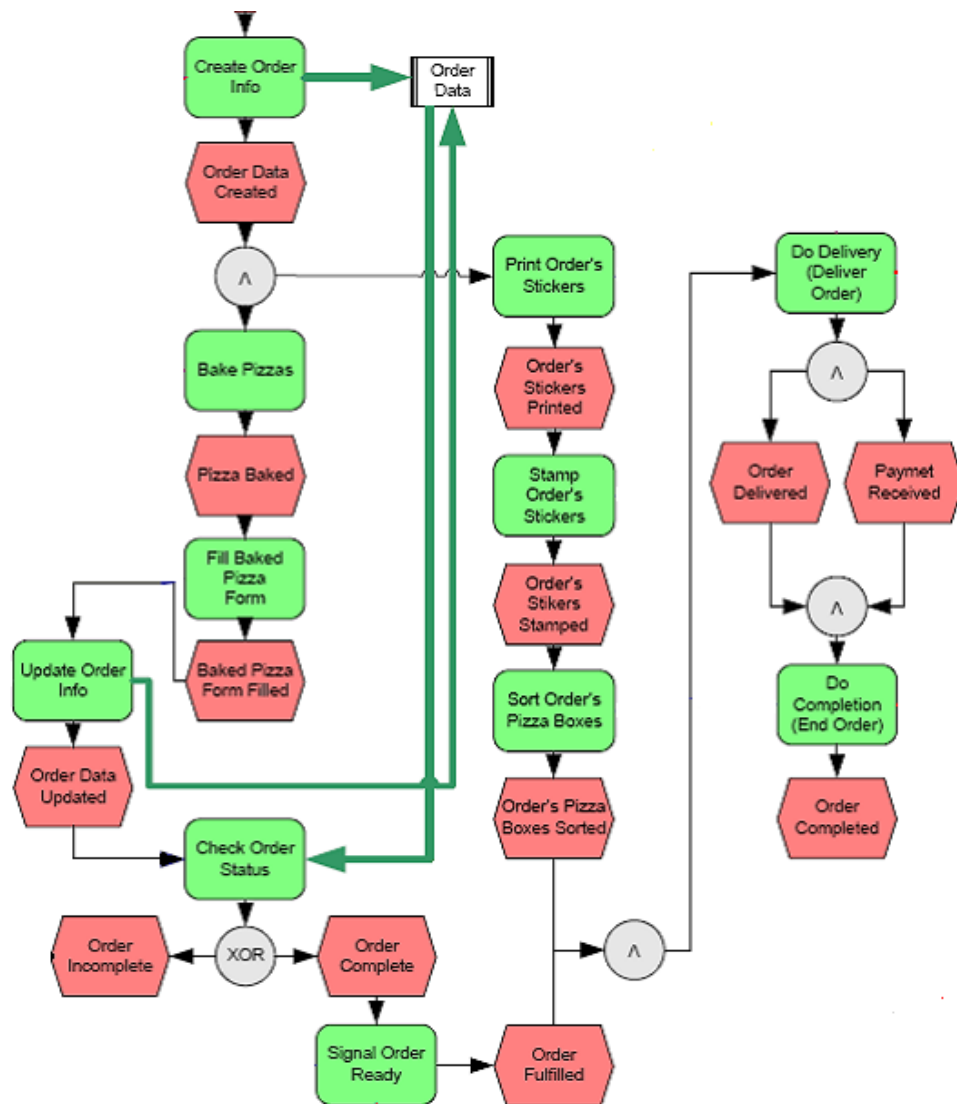 Create Order
Info
Order
Data
Order Data
Created
Λ
Bake Pizzas
Pizza Baked
Fill Baked
Pizza
Form
Baked Pizza
Form Filled
Update Order
Info
Order Data
Updated
Check Order
Status
XOR
Order
Incomplete
Order
Complete
Signal Order
Ready
Order
Fulfilled
Print Order's
Stickers
Order's
Stickers
Printed
Stamp
Order's
Stickers
Order's
Stikers
Stamped
Sort Order's
Pizza Boxes
Order's Pizza
Boxes Sorted
Λ
Do Delivery
(Deliver
Order)
Λ
Order
Delivered
Paymet
Received
Λ
Do
Completion
(End Order)
Order
Completed